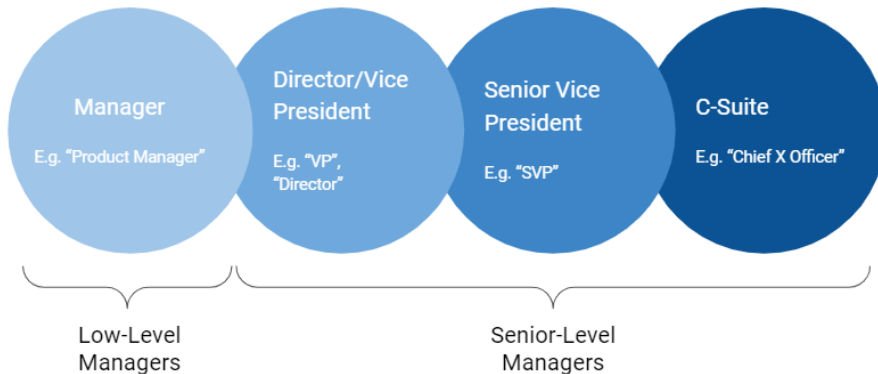 Manager
E.g. “Product Manager”
Director/Vice
President
E.g. “VP”,
“Director”
Senior Vice
President
E.g. “SVP”
C-Suite
E.g. “Chief X Officer”
Low-Level
Managers
Senior-Level
Managers